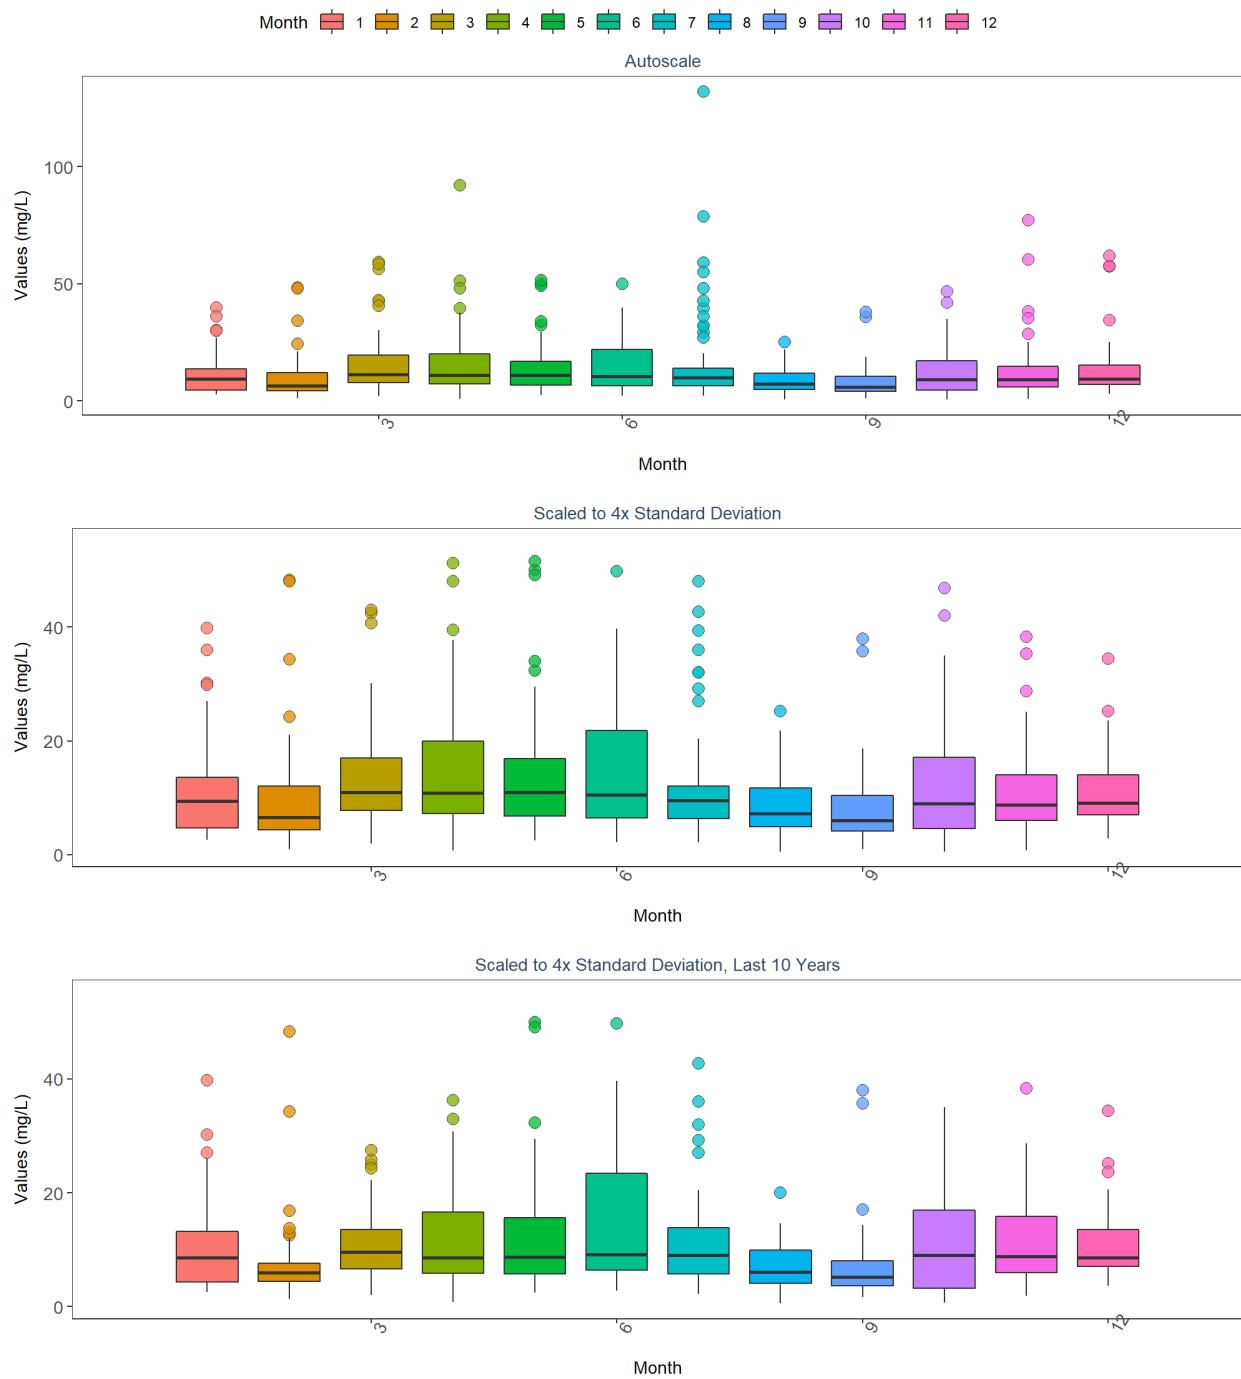 Month 1 2 3 4 5 6 7 8 9 10 11 12
Autoscale
Values (mg/L)
100
50
0
3 6 9 12
Month
Scaled to 4x Standard Deviation
Values (mg/L)
40
20
0
3 6 9 12
Month
Scaled to 4x Standard Deviation, Last 10 Years
Values (mg/L)
40
20
0
3 6 9 12
Month